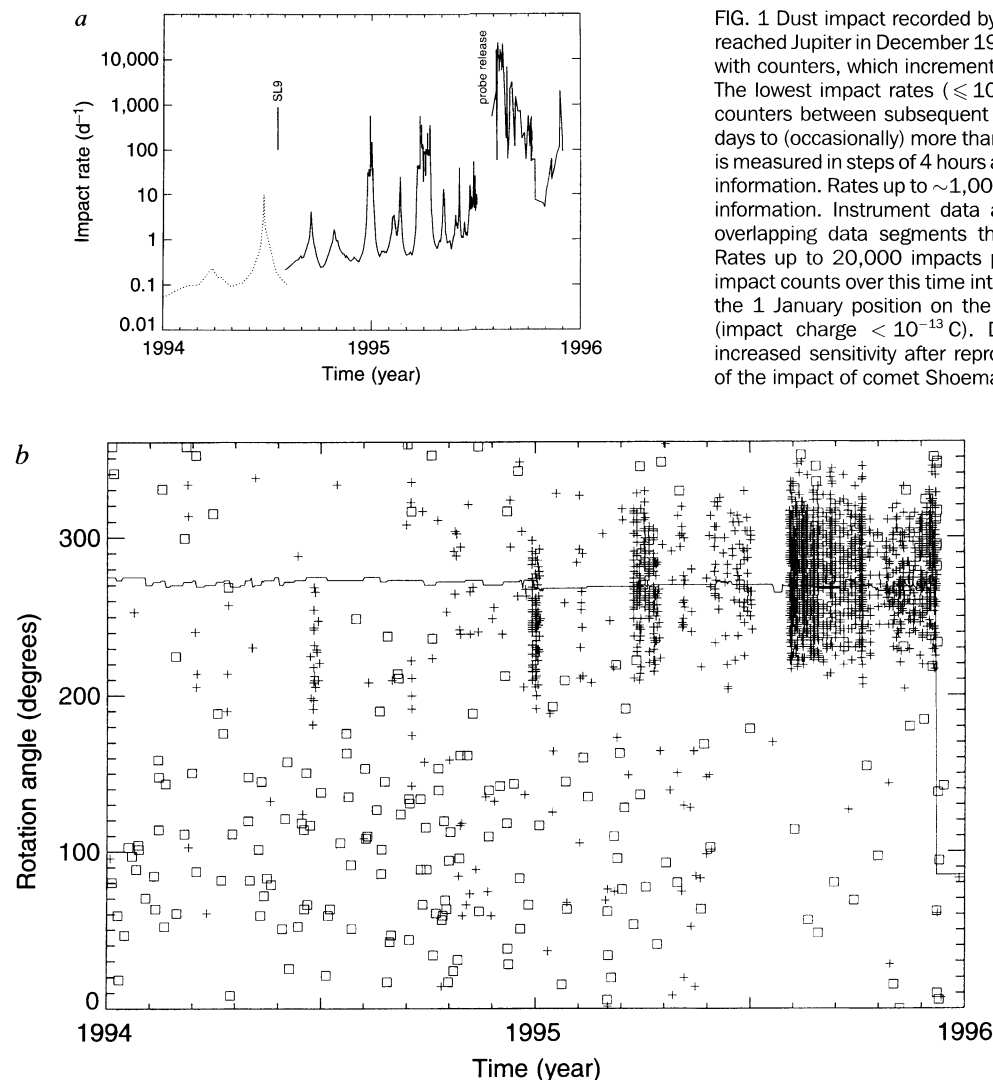 a
10,000
1,000
100
10
1
0.1
0.01
Impact rate (d⁻¹)
SL9
probe release
1994
1995
1996
Time (year)
FIG. 1 Dust impact recorded by
reached Jupiter in December 19
with counters, which increment
The lowest impact rates (⩽ 10
counters between subsequent
days to (occasionally) more than
is measured in steps of 4 hours a
information. Rates up to ~1,00
information. Instrument data a
overlapping data segments th
Rates up to 20,000 impacts p
impact counts over this time int
the 1 January position on the
(impact charge < 10⁻¹³ C). D
increased sensitivity after repro
of the impact of comet Shoema
b
300
200
100
0
Rotation angle (degrees)
1994
1995
1996
Time (year)